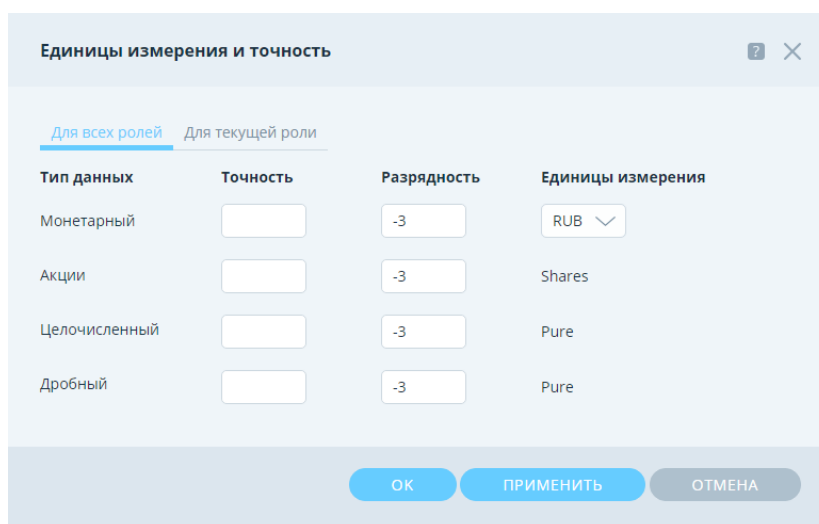 Единицы измерения и точность ?
Для всех ролей Для текущей роли
Тип данных Точность Разрядность Единицы измерения
Монетарный -3 RUB
Акции -3 Shares
Целочисленный -3 Pure
Дробный -3 Pure
ОК ПРИМЕНИТЬ ОТМЕНА